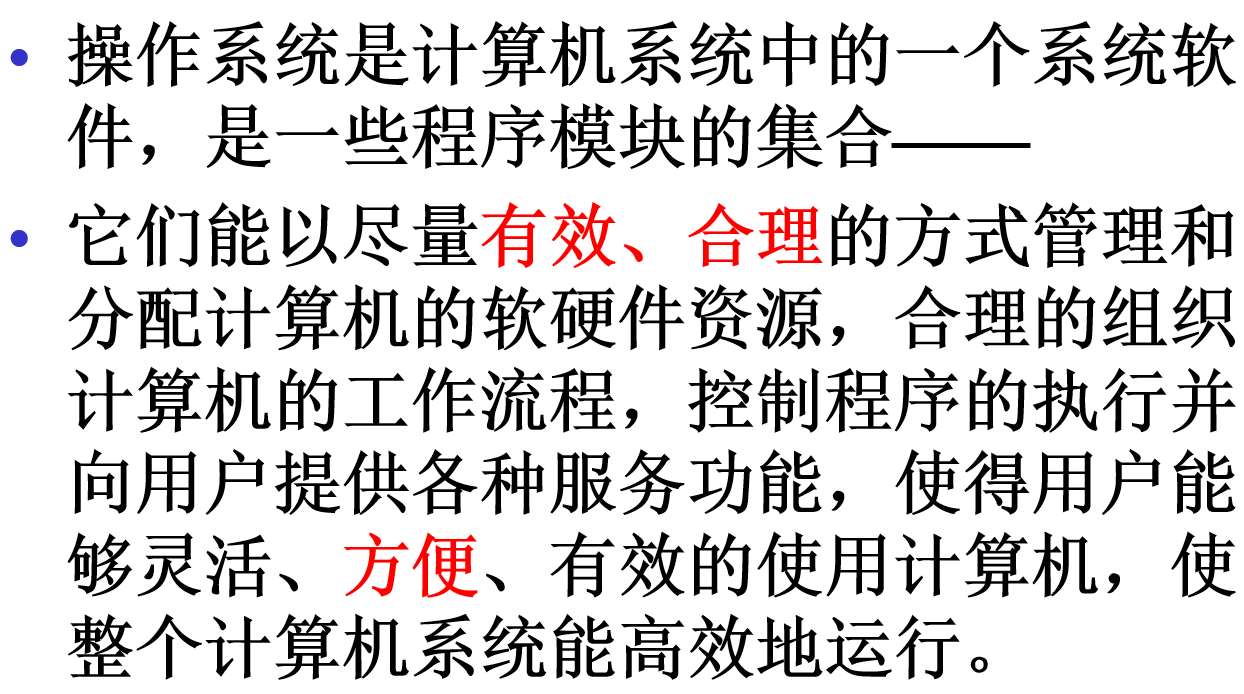 • 操作系统是计算机系统中的一个系统软
件，是一些程序模块的集合——
• 它们能以尽量有效、合理的方式管理和
分配计算机的软硬件资源，合理的组织
计算机的工作流程，控制程序的执行并
向用户提供各种服务功能，使得用户能
够灵活、方便、有效的使用计算机，使
整个计算机系统能高效地运行。